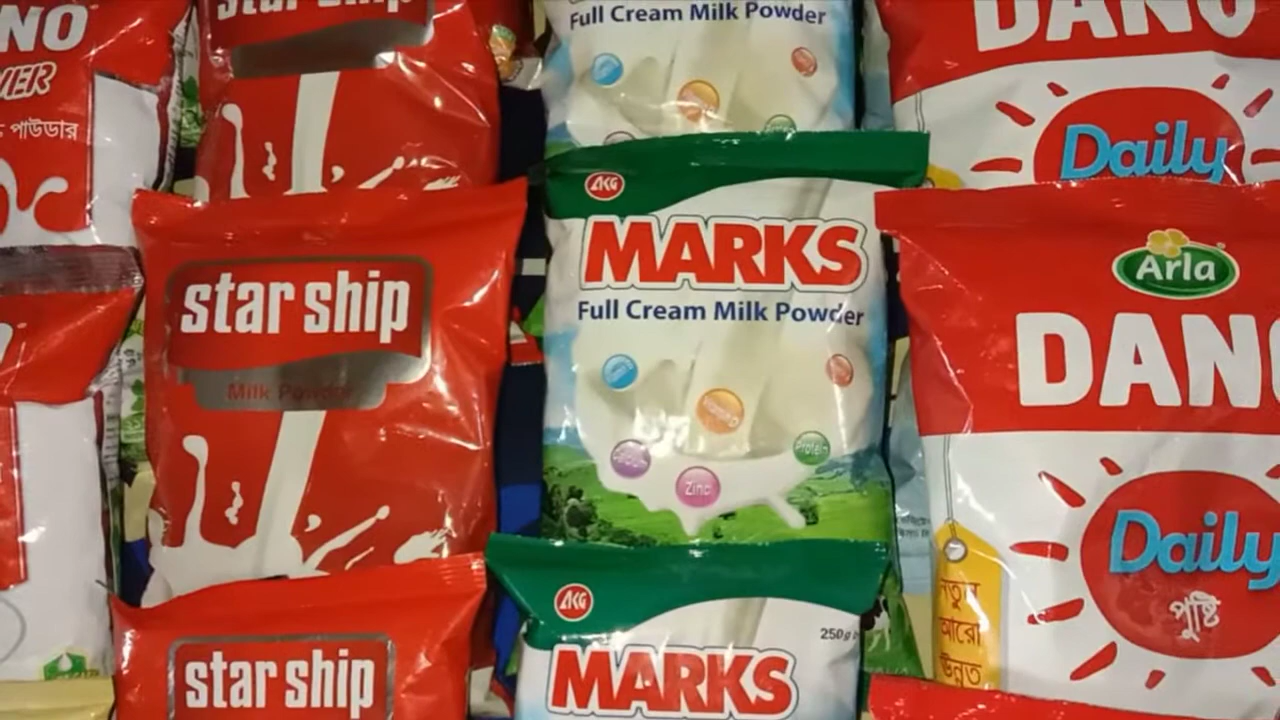 NO
star ship
Full Cream Milk Powder
DANO
Daily
পাউডার
AKG
MARKS
Full Cream Milk Powder
Protein
Zinc
star ship
Milk Powder
Arla
DANO
Daily
পুষ্টি
নতুন
আরো
উন্নত
AKG
250g
MARKS
star ship